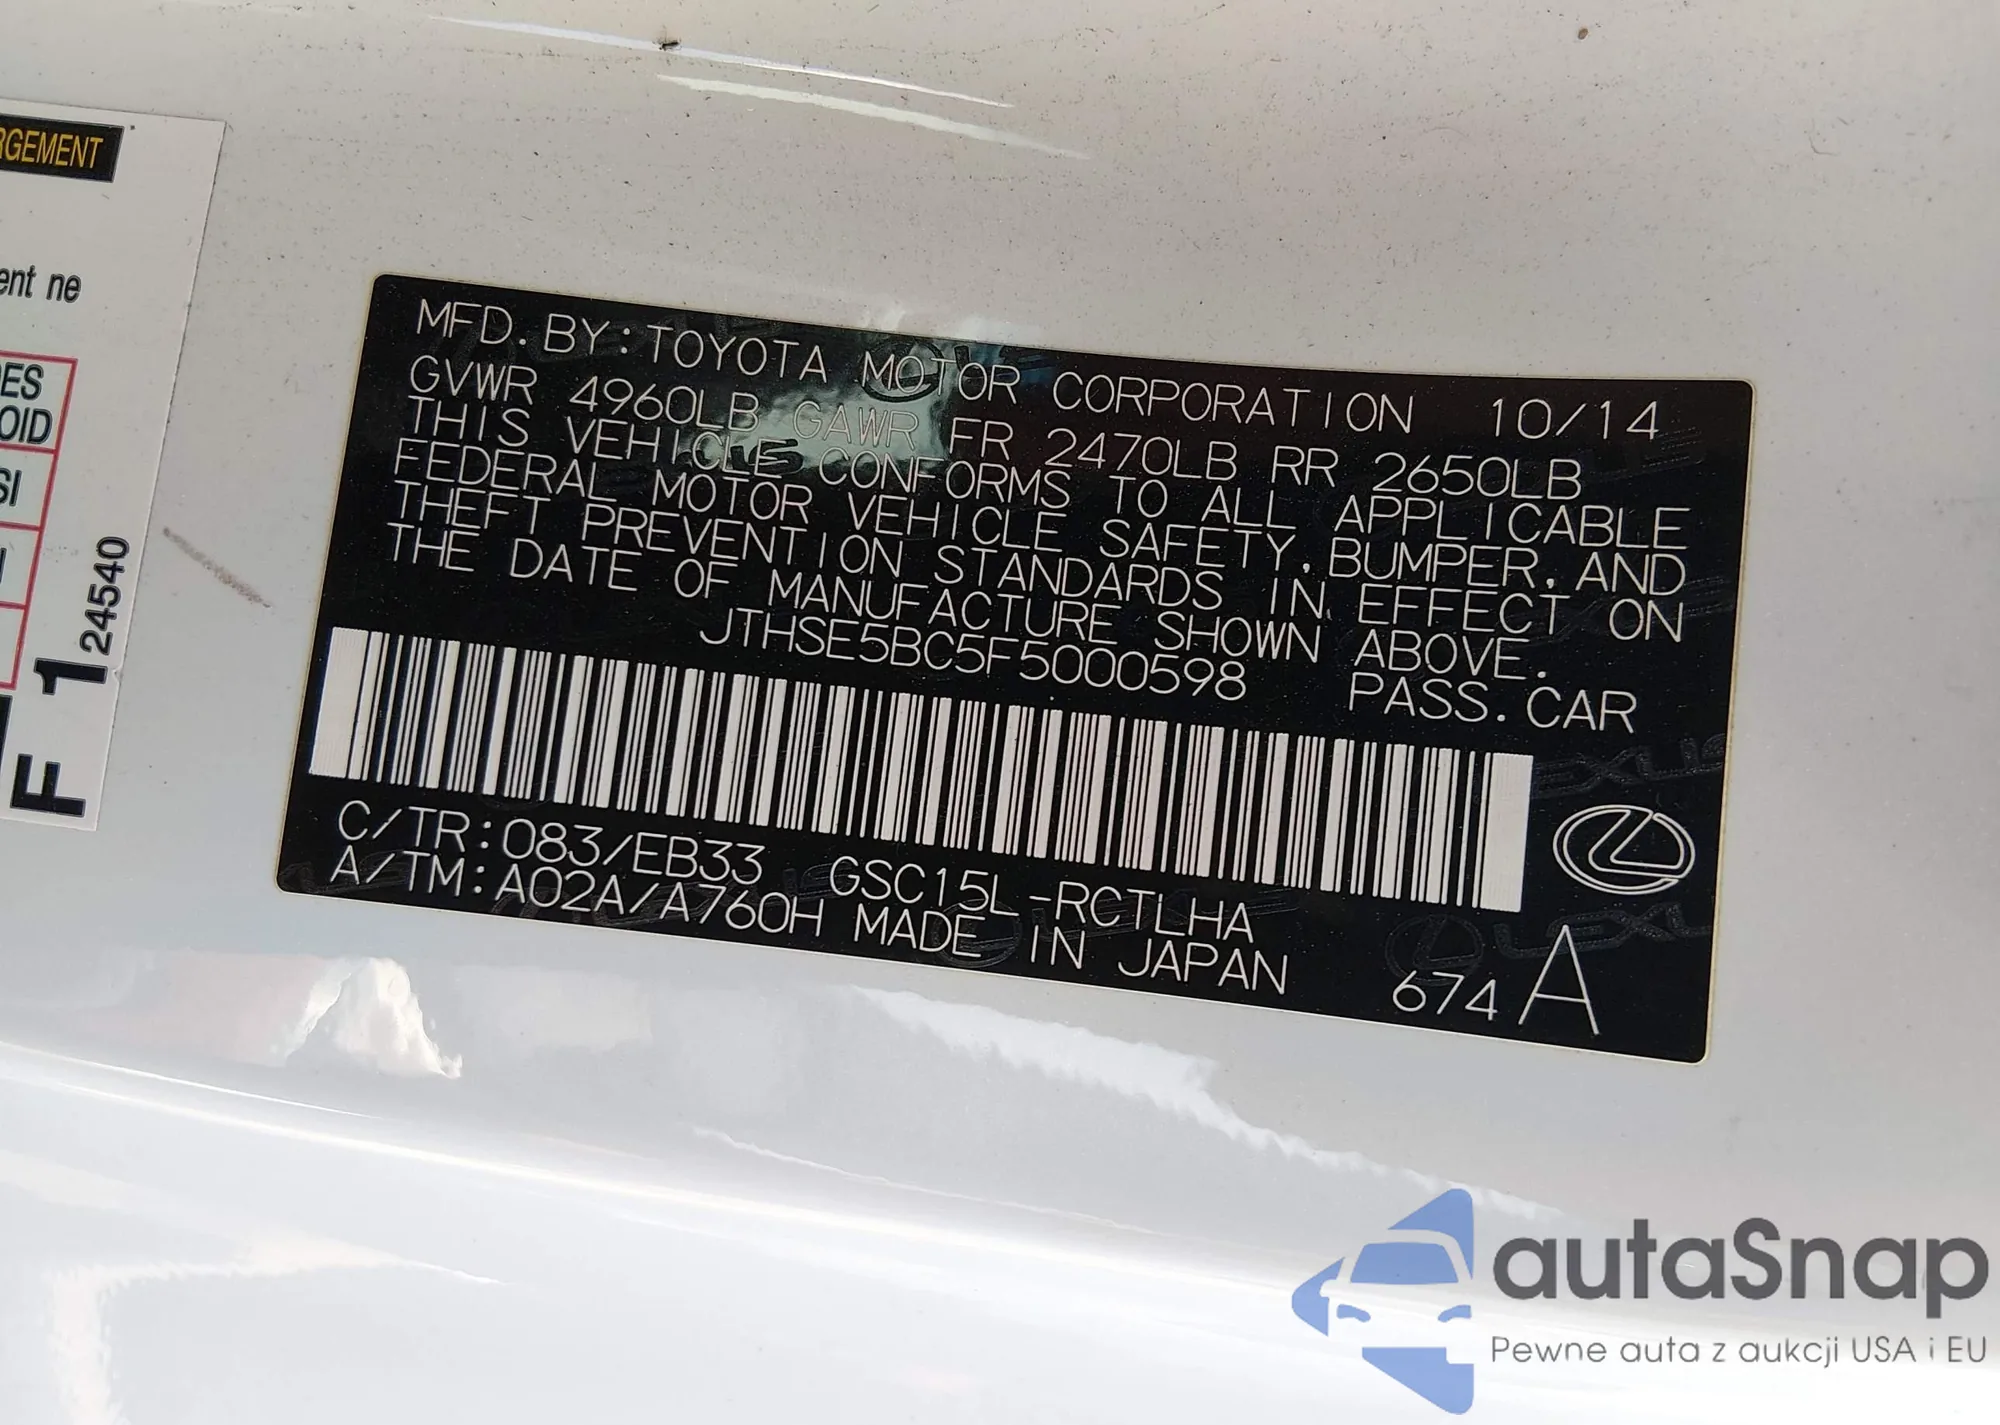 RGEMENT
ent ne
DES
OID
SI
F 1 24540
MFD. BY: TOYOTA MOTOR CORPORATION 10/14
GVWR 4960LB GAWR FR 2470LB RR 2650LB
THIS VEHICLE CONFORMS TO ALL APPLICABLE
FEDERAL MOTOR VEHICLE SAFETY, BUMPER, AND
THEFT PREVENTION STANDARDS IN EFFECT ON
THE DATE OF MANUFACTURE SHOWN ABOVE.
JTHSE5BC5F5000598 PASS. CAR
C/TR: 083/EB33 GSC15L-RCTLHA
A/TM: A02A/A760H MADE IN JAPAN 674 A
autaSnap
Pewne auta z aukcji USA i EU